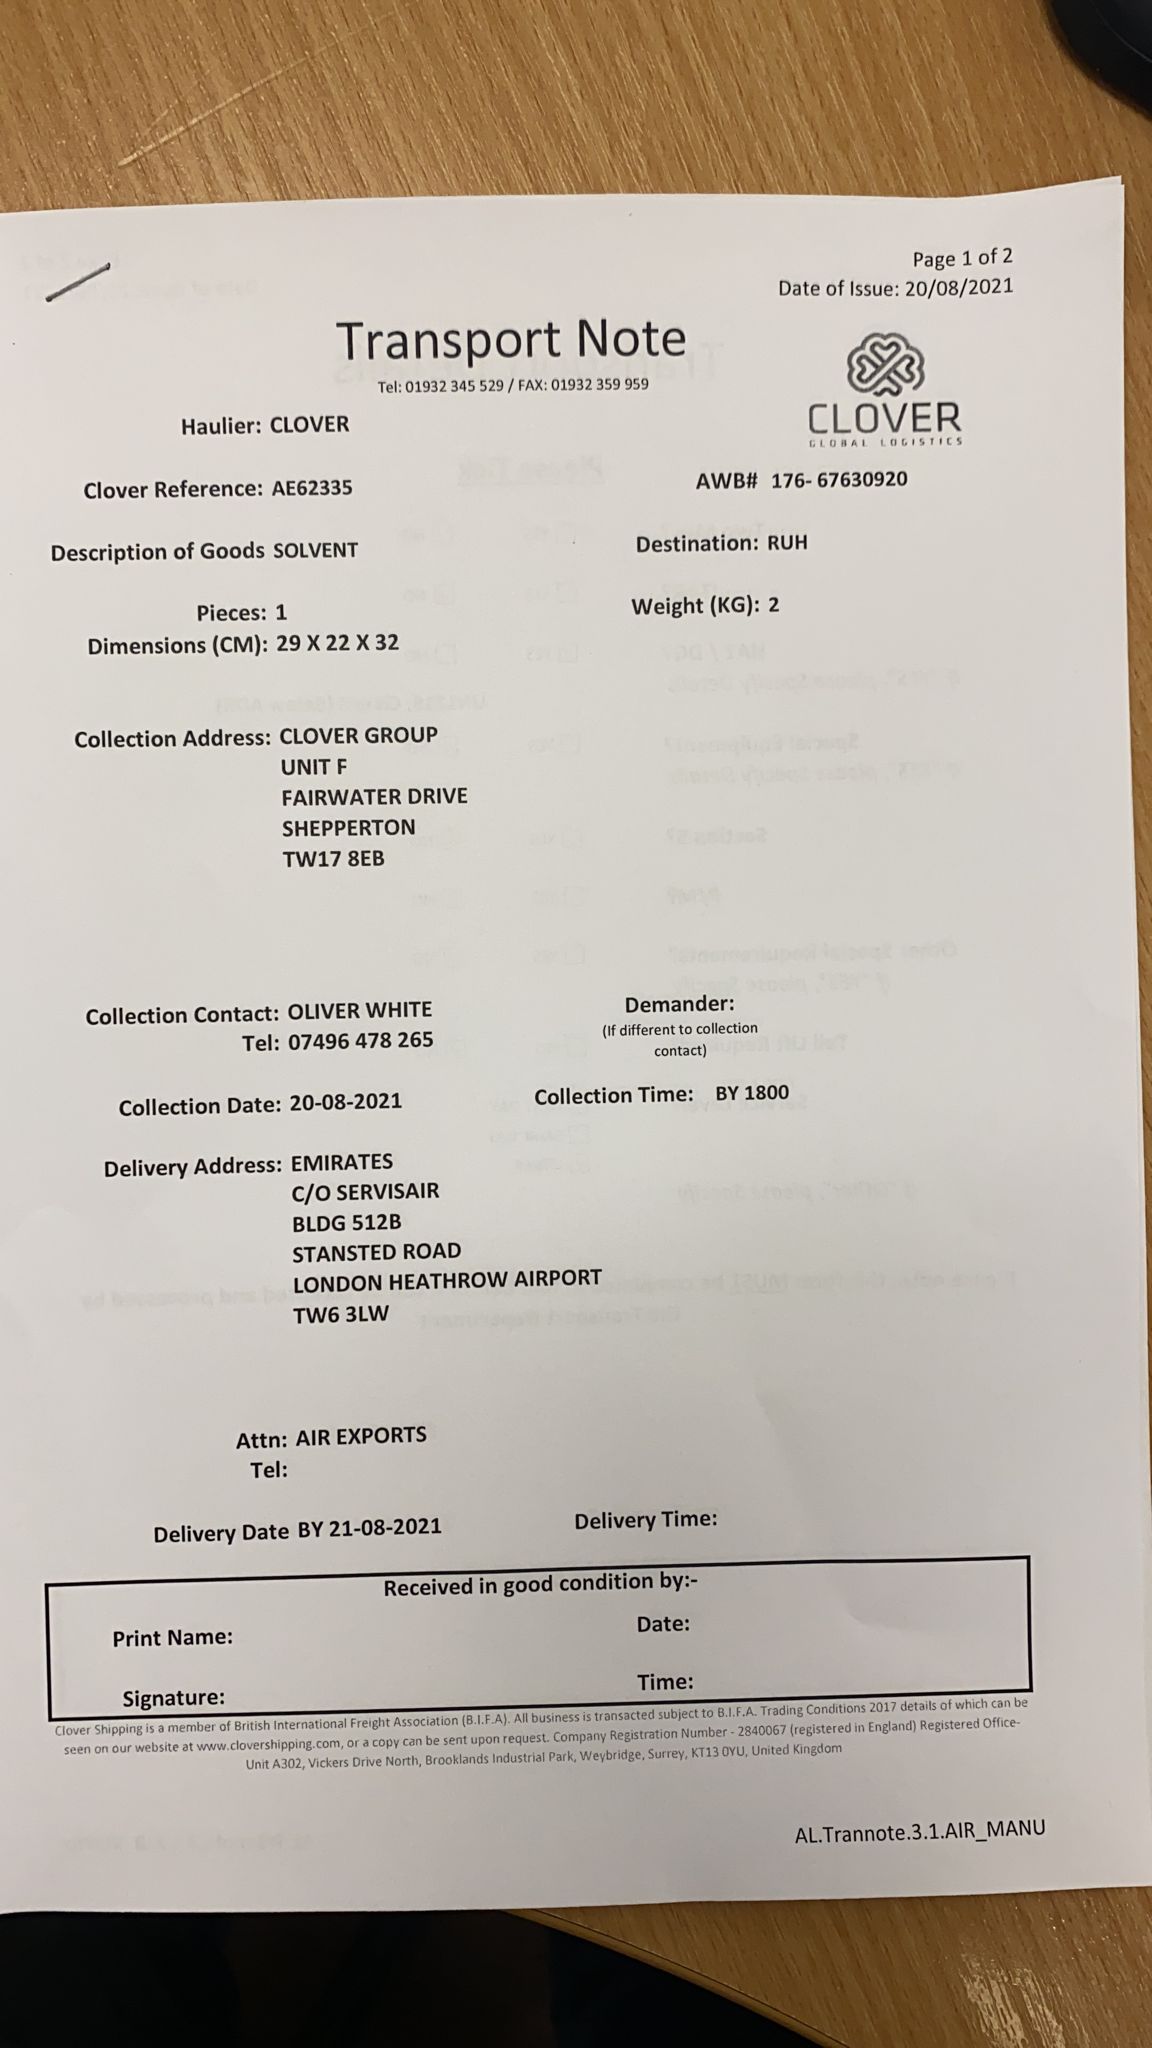 Page 1 of 2
Date of Issue: 20/08/2021
Transport Note
Tel: 01932 345 529 / FAX: 01932 359 959
CLOVER
GLOBAL LOGISTICS
Haulier: CLOVER
Clover Reference: AE62335
AWB# 176- 67630920
Description of Goods SOLVENT
Destination: RUH
Pieces: 1
Weight (KG): 2
Dimensions (CM): 29 X 22 X 32
Collection Address: CLOVER GROUP
UNIT F
FAIRWATER DRIVE
SHEPPERTON
TW17 8EB
Collection Contact: OLIVER WHITE
Tel: 07496 478 265
Demander:
(If different to collection
contact)
Collection Date: 20-08-2021
Collection Time: BY 1800
Delivery Address: EMIRATES
C/O SERVISAIR
BLDG 512B
STANSTED ROAD
LONDON HEATHROW AIRPORT
TW6 3LW
Attn: AIR EXPORTS
Tel:
Delivery Date BY 21-08-2021
Delivery Time:
Received in good condition by:-
Print Name:
Date:
Signature:
Time:
Clover Shipping is a member of British International Freight Association (B.I.F.A). All business is transacted subject to B.I.F.A. Trading Conditions 2017 details of which can be
seen on our website at www.clovershipping.com, or a copy can be sent upon request. Company Registration Number - 2840067 (registered in England) Registered Office-
Unit A302, Vickers Drive North, Brooklands Industrial Park, Weybridge, Surrey, KT13 0YU, United Kingdom
AL.Trannote.3.1.AIR_MANU